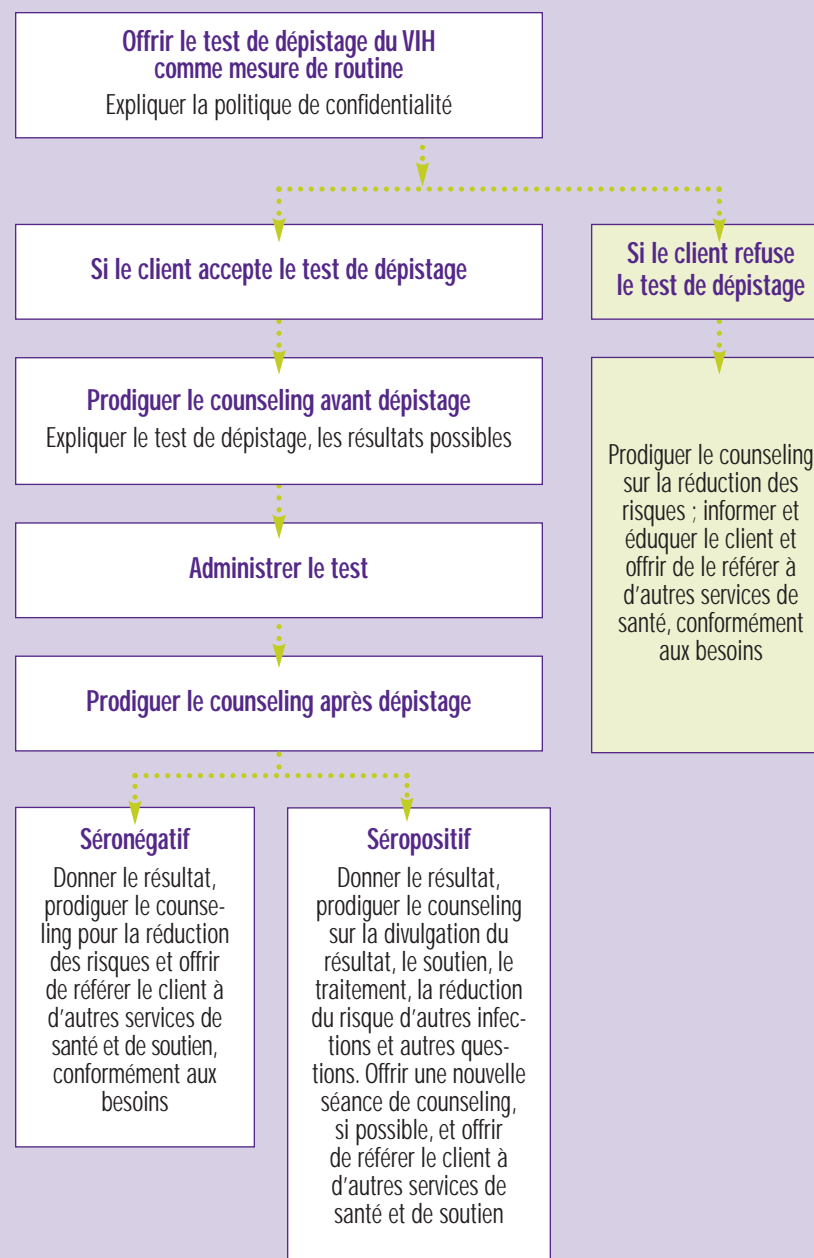 Offrir le test de dépistage du VIH
comme mesure de routine
Expliquer la politique de confidentialité
Si le client accepte le test de dépistage
Si le client refuse
le test de dépistage
Prodiguer le counseling avant dépistage
Expliquer le test de dépistage, les résultats possibles
Prodiguer le counseling
sur la réduction des
risques ; informer et
éduquer le client et
offrir de le référer à
d'autres services de
santé, conformément
aux besoins
Administrer le test
Prodiguer le counseling après dépistage
Séronégatif
Donner le résultat,
prodiguer le counse-
ling pour la réduction
des risques et offrir
de référer le client à
d'autres services de
santé et de soutien,
conformément aux
besoins
Séropositif
Donner le résultat,
prodiguer le counseling
sur la divulgation du
résultat, le soutien, le
traitement, la réduction
du risque d'autres infec-
tions et autres ques-
tions. Offrir une nouvelle
séance de counseling,
si possible, et offrir
de référer le client à
d'autres services de
santé et de soutien